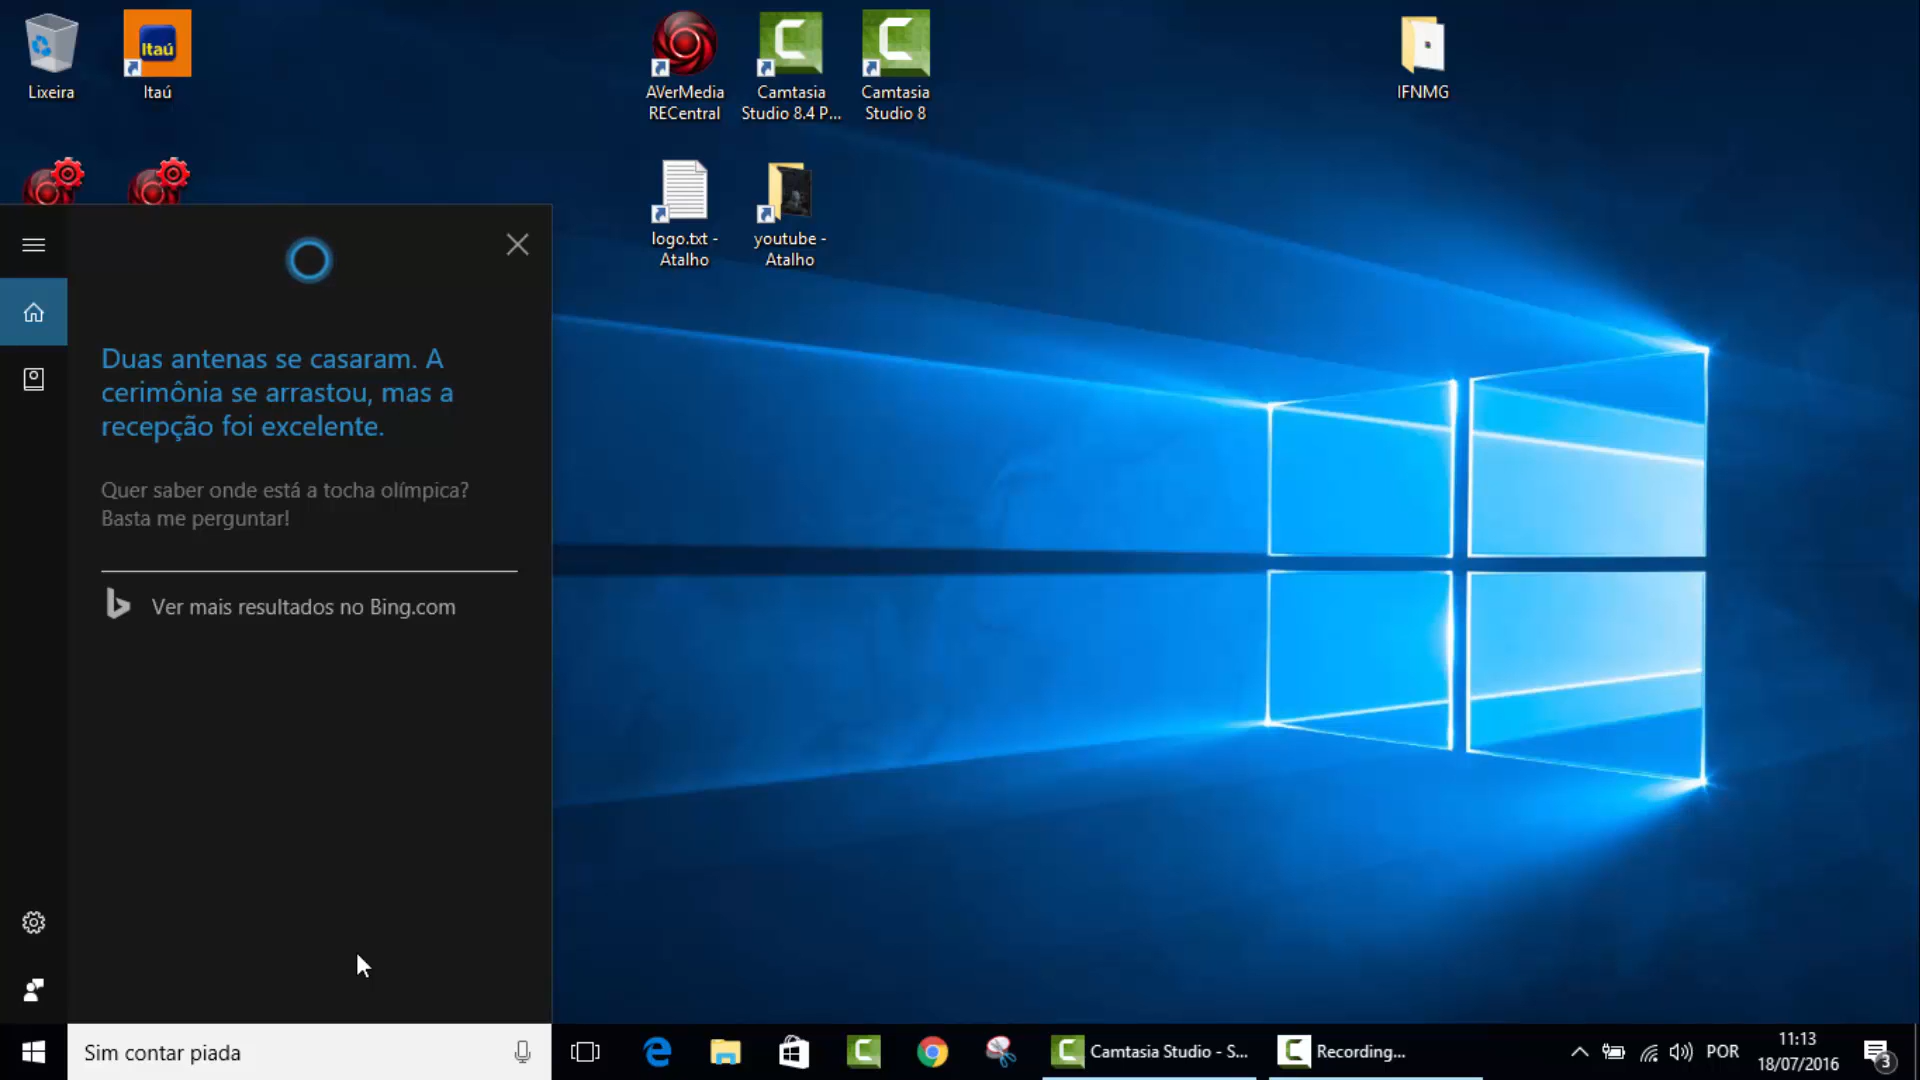 Lixeira
Itaú
Itaú
AVerMedia
RECentral
Camtasia
Studio 8.4 P...
Camtasia
Studio 8
IFNMG
logo.txt -
Atalho
youtube -
Atalho
Duas antenas se casaram. A
cerimônia se arrastou, mas a
recepção foi excelente.
Quer saber onde está a tocha olímpica?
Basta me perguntar!
Ver mais resultados no Bing.com
Sim contar piada
Camtasia Studio - S...
Recording...
POR
11:13
18/07/2016
3